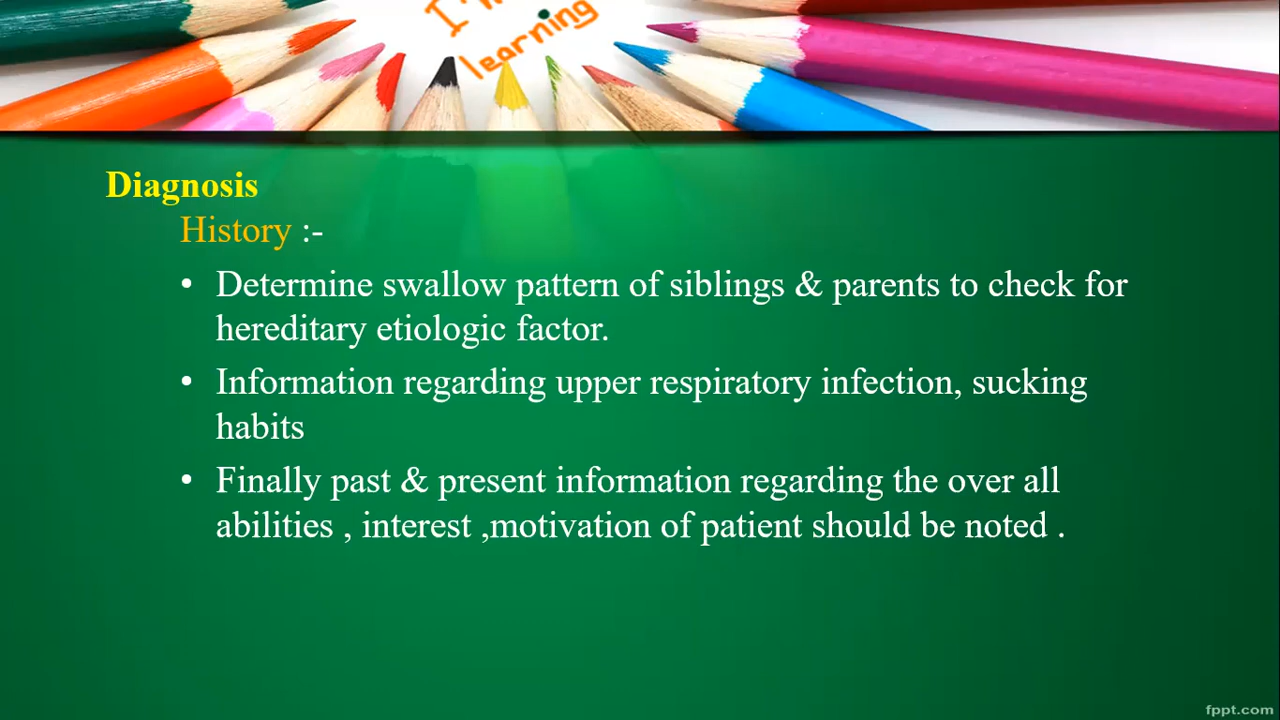 I'm
learning
Diagnosis
History :-
• Determine swallow pattern of siblings & parents to check for
hereditary etiologic factor.
• Information regarding upper respiratory infection, sucking
habits
• Finally past & present information regarding the over all
abilities , interest ,motivation of patient should be noted .
fppt.com